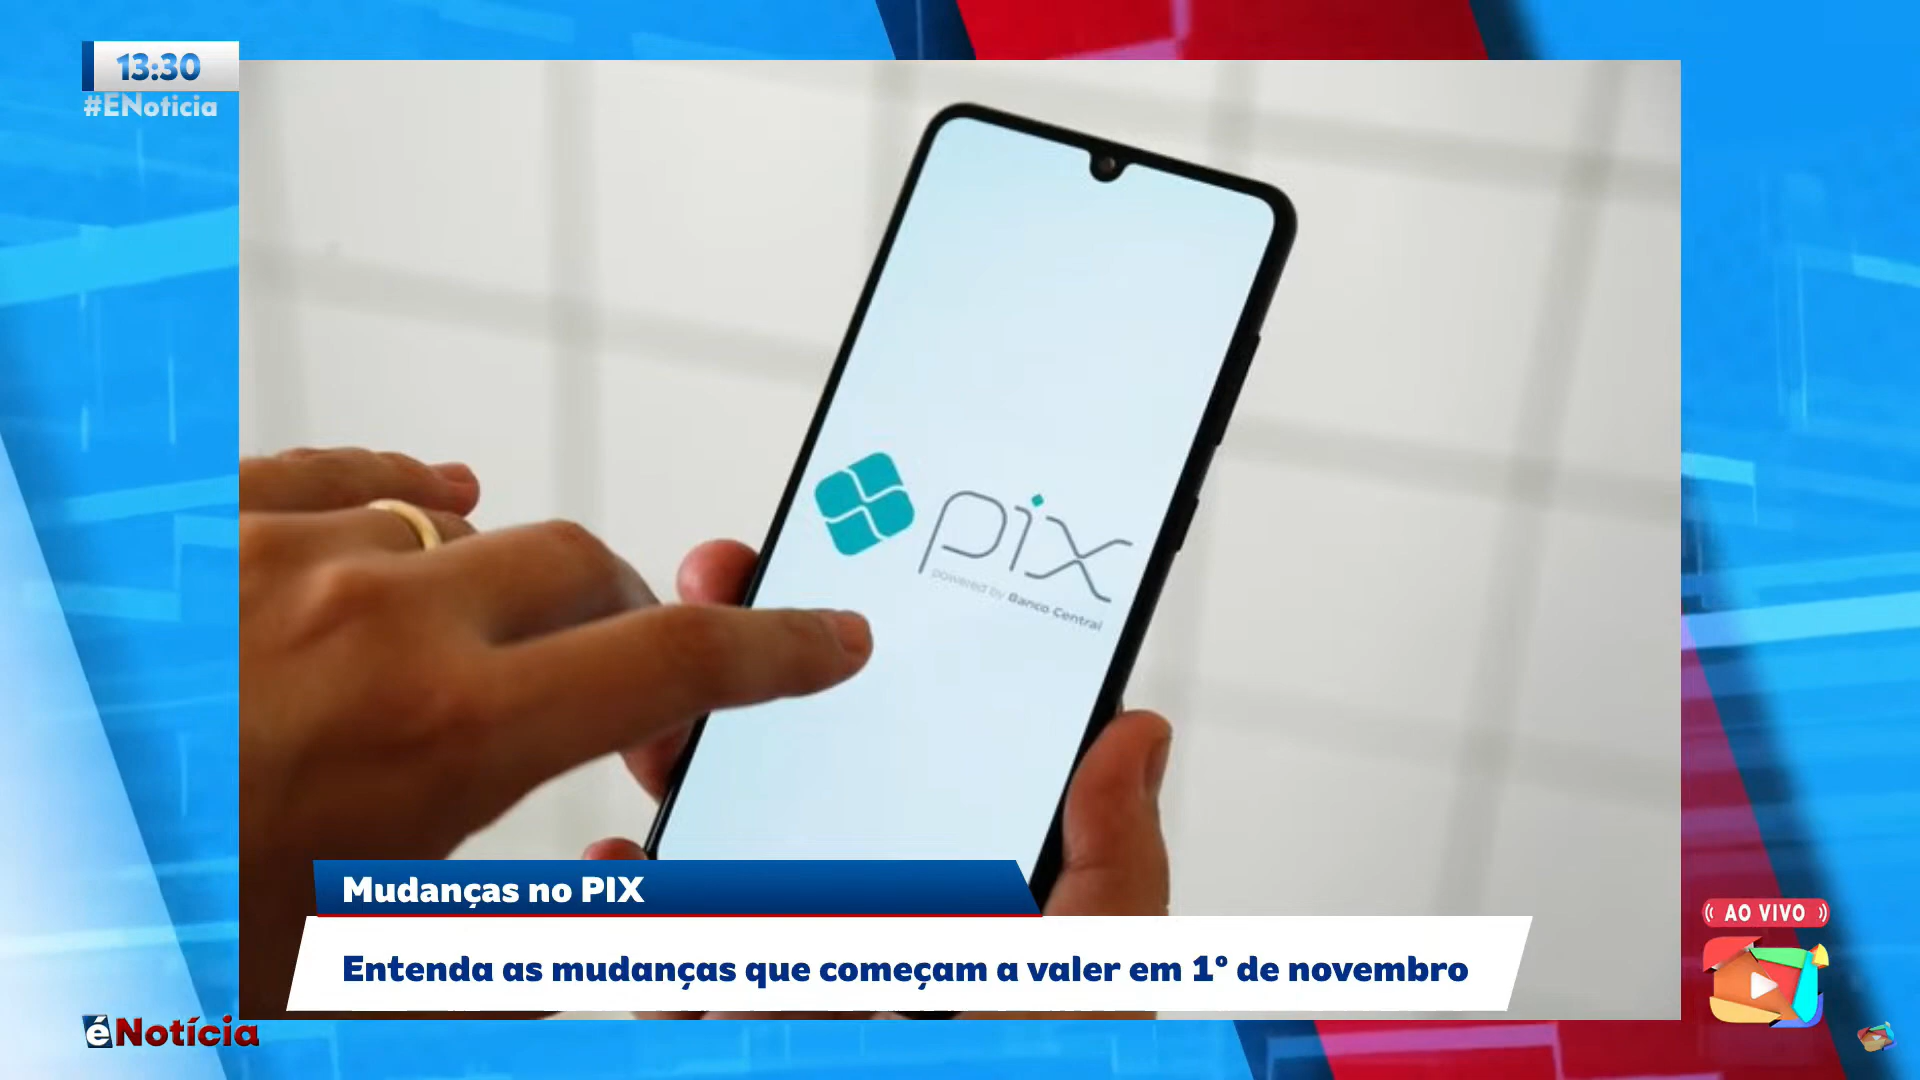 13:30
#ENoticia
pix
powered by Banco Central
Mudanças no PIX
Entenda as mudanças que começam a valer em 1º de novembro
AO VIVO
éNotícia